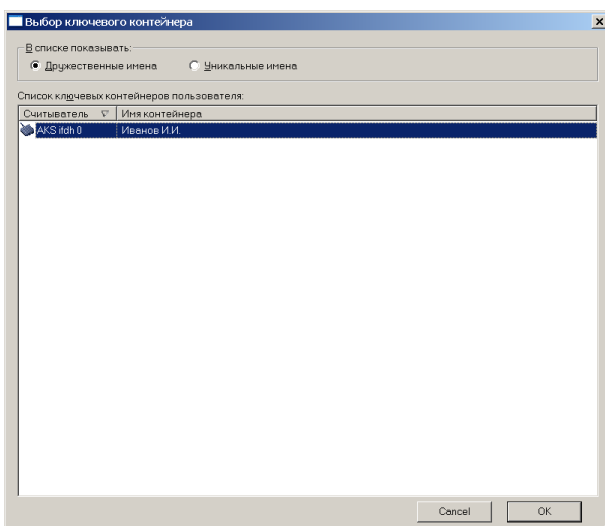 Выбор ключевого контейнера
В списке показывать:
Дружественные имена Уникальные имена
Список ключевых контейнеров пользователя:
Считыватель Имя контейнера
AKS ifdh 0 Иванов И.И.
Cancel OK